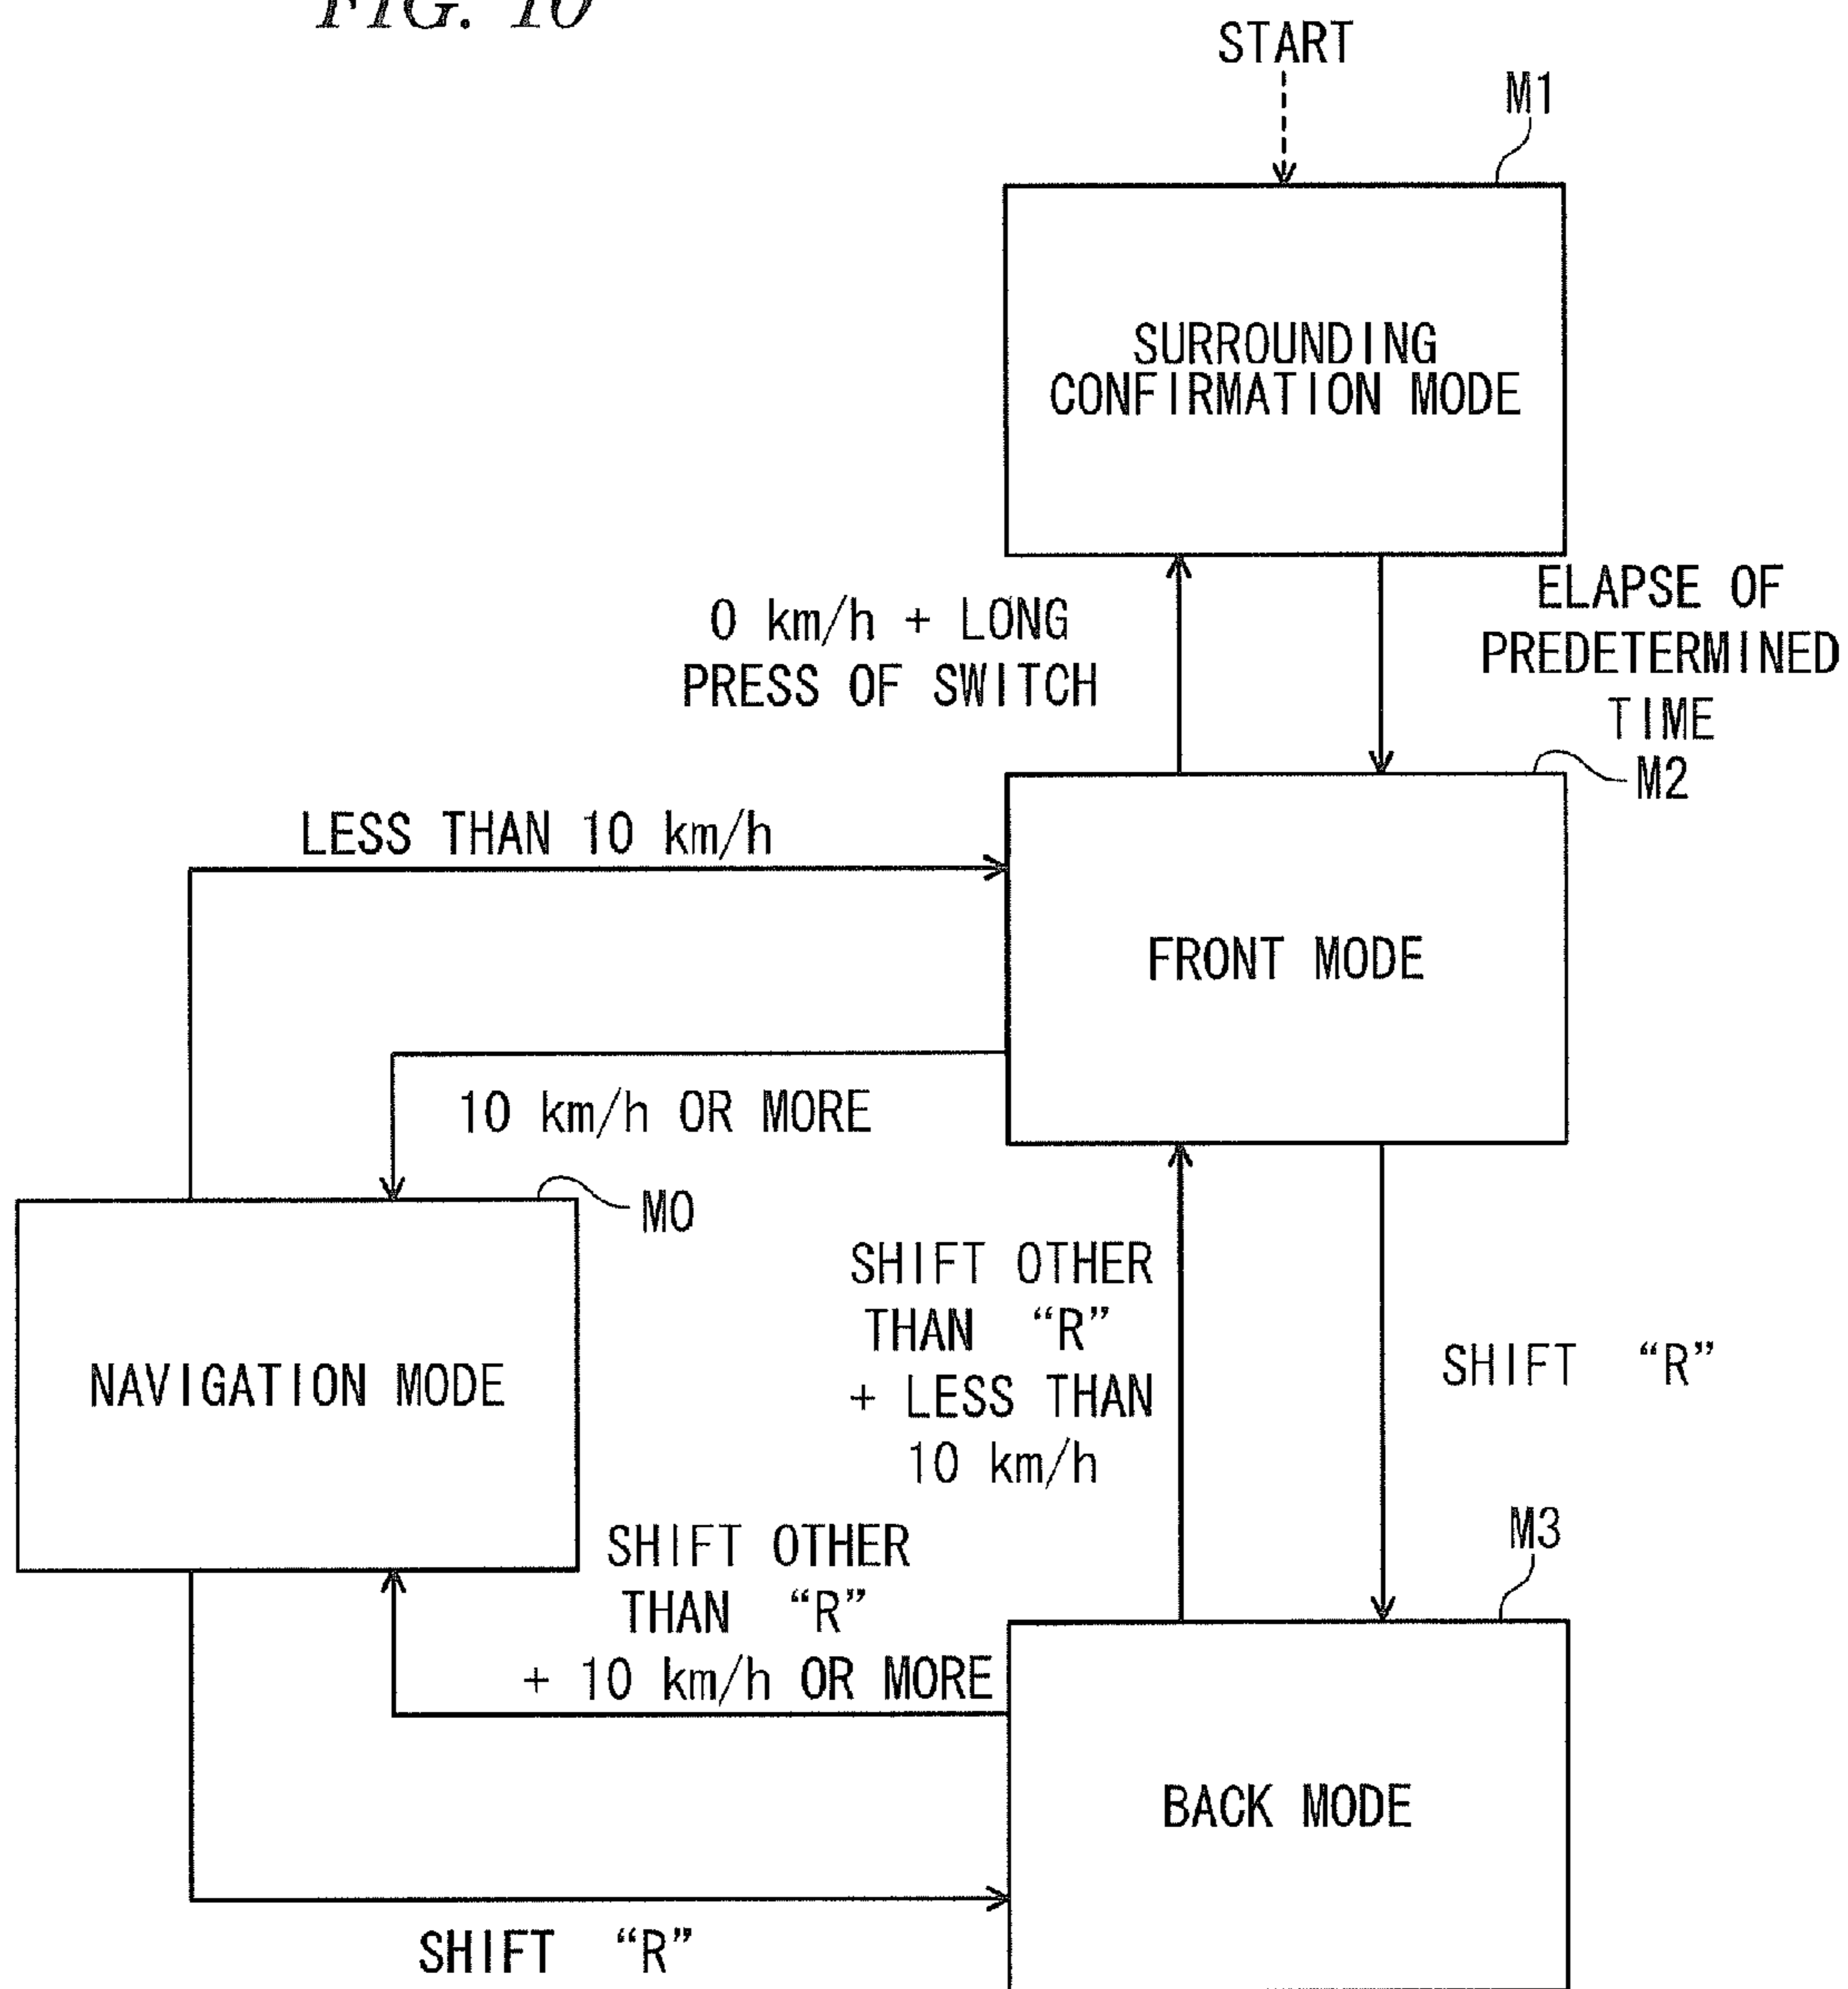 FIG. 10
START
M1
SURROUNDING
CONFIRMATION MODE
0 km/h + LONG
PRESS OF SWITCH
ELAPSE OF
PREDETERMINED
TIME
M2
LESS THAN 10 km/h
FRONT MODE
10 km/h OR MORE
M0
NAVIGATION MODE
SHIFT OTHER
THAN “R”
+ LESS THAN
10 km/h
SHIFT “R”
M3
SHIFT OTHER
THAN “R”
+ 10 km/h OR MORE
BACK MODE
SHIFT “R”